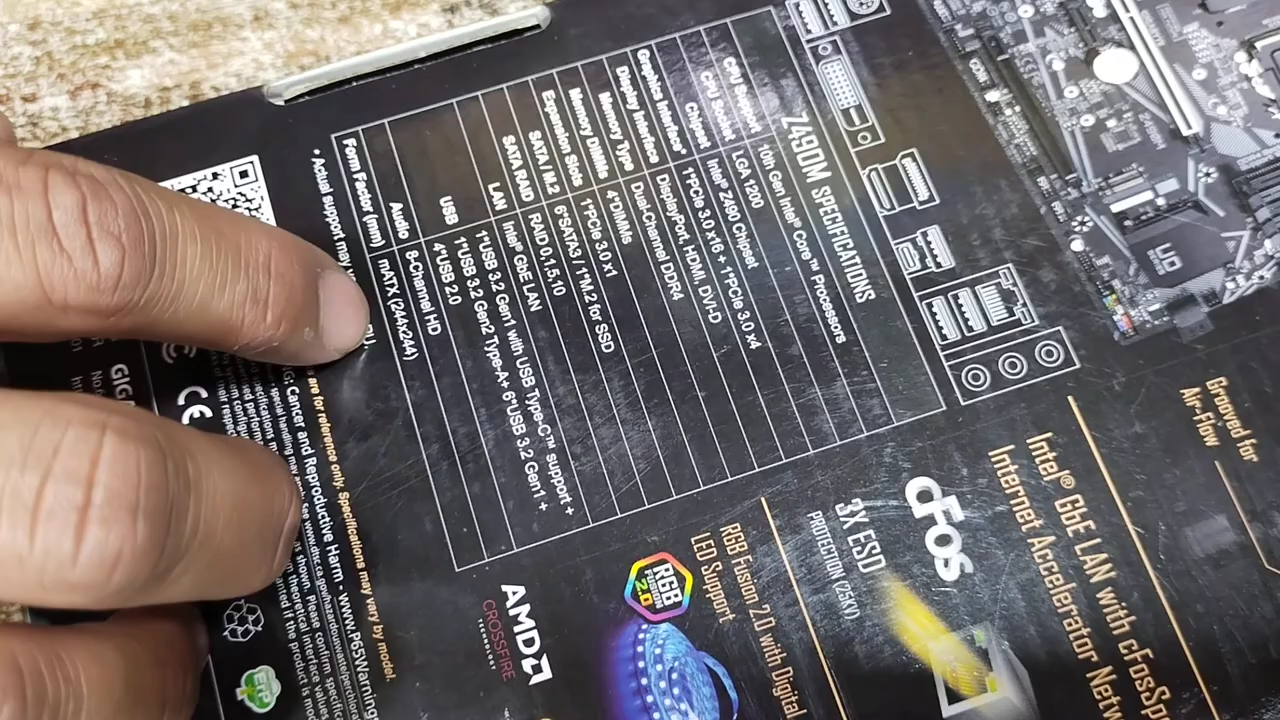 Z490M SPECIFICATIONS
CPU Support 10th Gen Intel® Core™ Processors
CPU Socket LGA 1200
Chipset Intel® Z490 Chipset
Graphics Interface* 1*PCIe 3.0 x16 + 1*PCIe 3.0 x4
Display Interface DisplayPort, HDMI, DVI-D
Memory Type Dual-Channel DDR4
Memory DIMMs 4*DIMMs
Expansion Slots 1*PCIe 3.0 x1
SATA / M.2 6*SATA3 / 1*M.2 for SSD
SATA RAID RAID 0,1,5,10
LAN Intel® GbE LAN
USB 1*USB 3.2 Gen1 with USB Type-C™ support +
1*USB 3.2 Gen2 Type-A+ 6*USB 3.2 Gen1 +
4*USB 2.0
Audio 8-Channel HD
Form Factor (mm) mATX (244x244)
* Actual support may
are for reference only. Specifications may vary by model.
Cancer and Reproductive Harm - www.P65Warnings
Grooved for
Air-Flow
Intel® GbE LAN with cFosSp
Internet Accelerator Netw
cFos
3X ESD
PROTECTION (25KV)
RGB Fusion 2.0 with Digital
LED Support
RGB
FUSION
2.0
AMD
CROSSFIRE
TECHNOLOGY
CE
UD